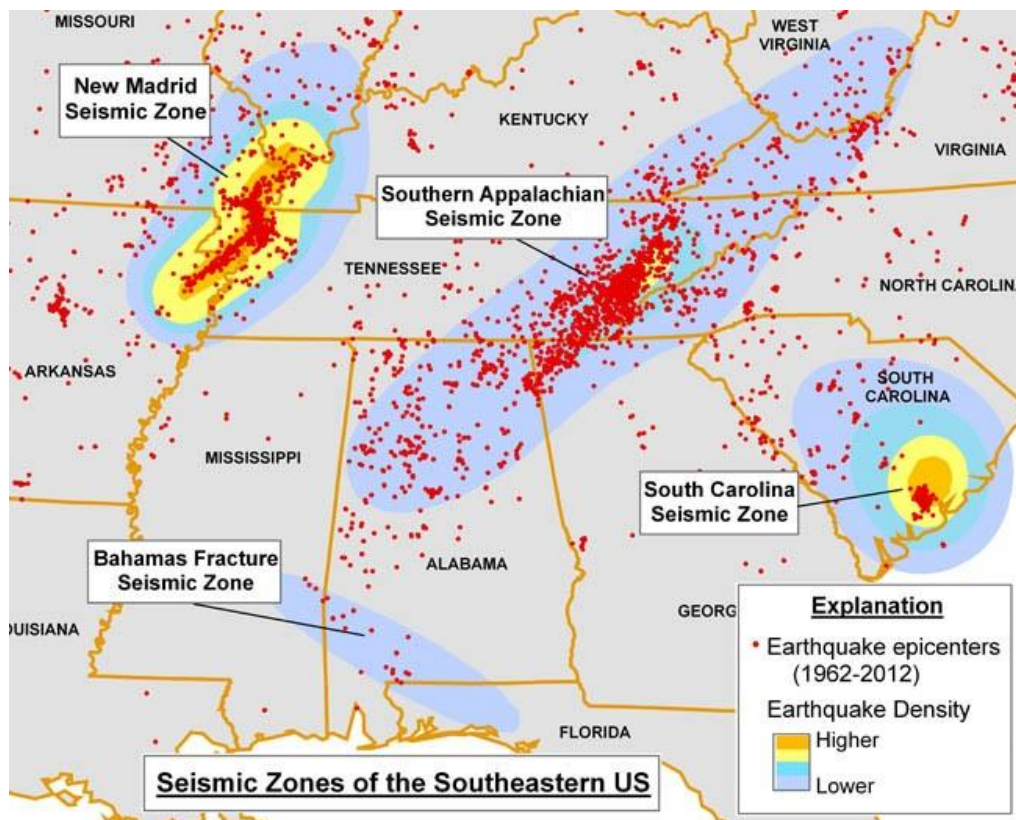 MISSOURI
WEST
VIRGINIA
New Madrid
Seismic Zone
KENTUCKY
VIRGINIA
Southern Appalachian
Seismic Zone
TENNESSEE
NORTH CAROLINA
ARKANSAS
SOUTH
CAROLINA
MISSISSIPPI
South Carolina
Seismic Zone
Bahamas Fracture
Seismic Zone
ALABAMA
GEORG
OUISIANA
Explanation
Earthquake epicenters
(1962-2012)
Earthquake Density
Higher
Lower
FLORIDA
Seismic Zones of the Southeastern US